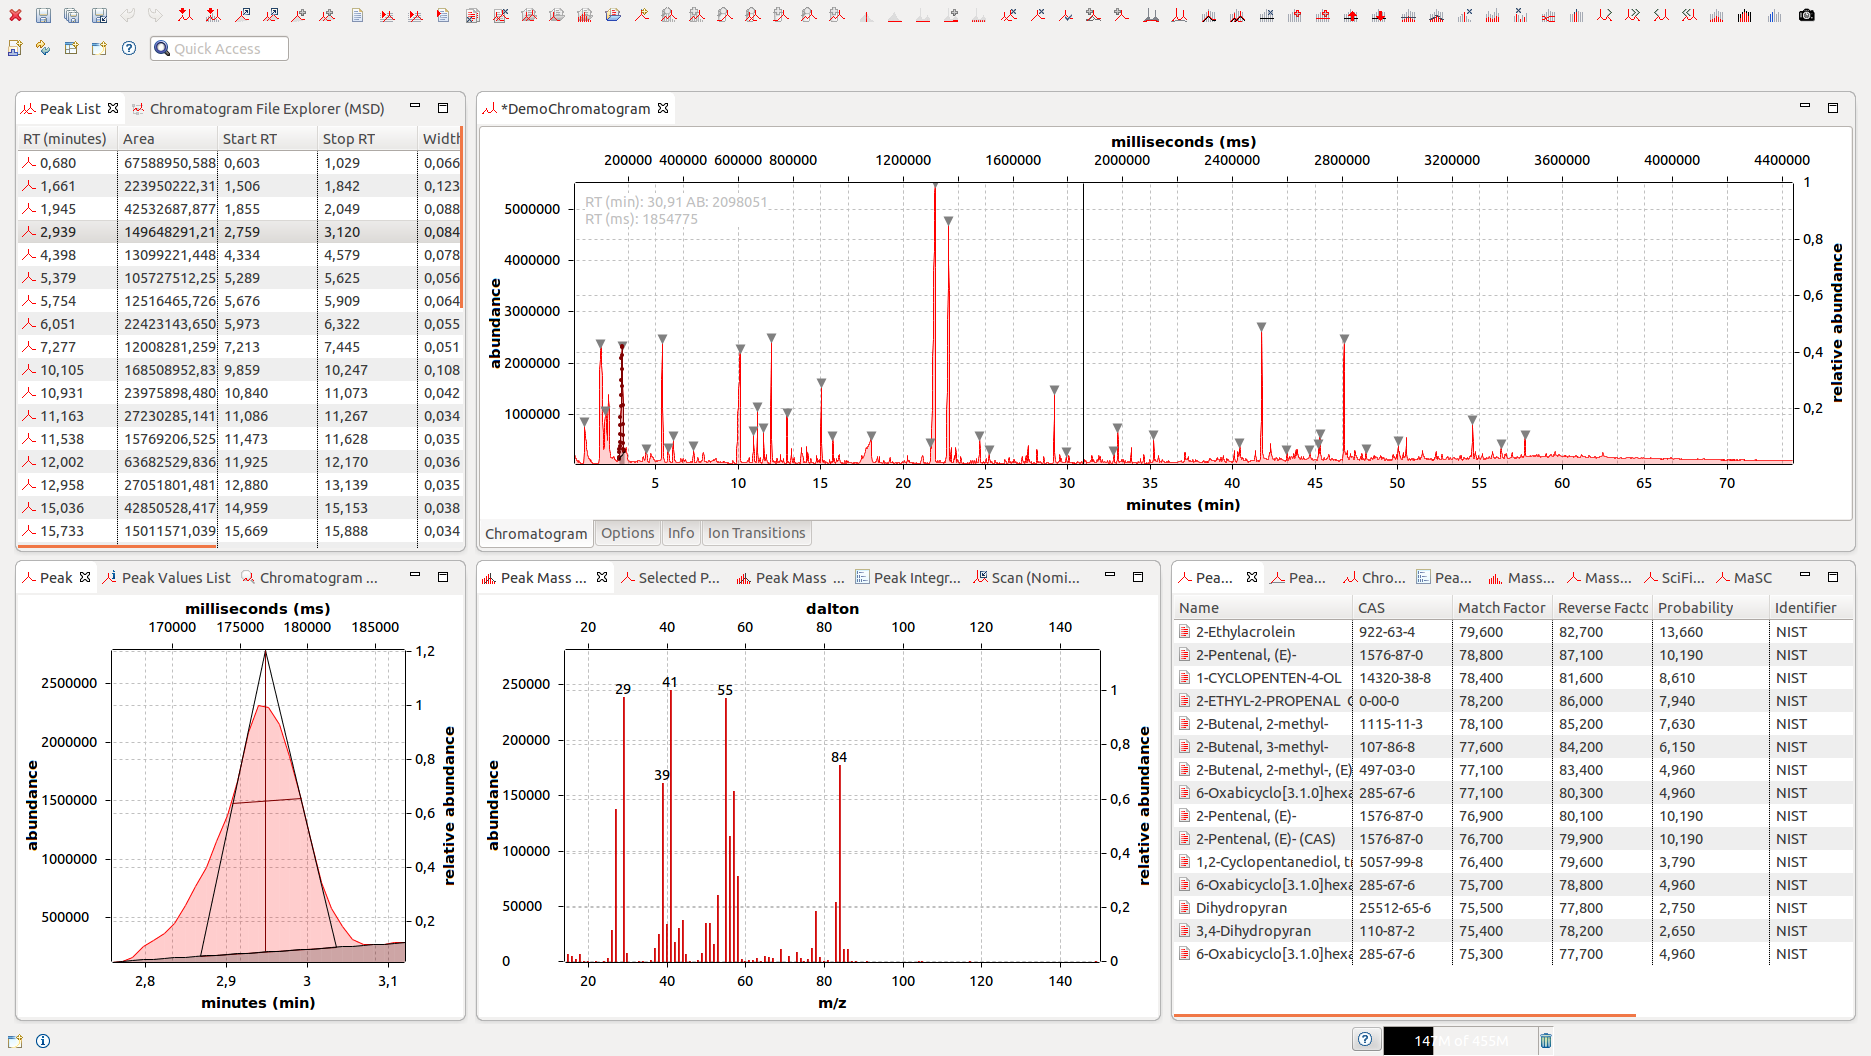 Quick Access
Peak List
Chromatogram File Explorer (MSD)
RT (minutes) Area Start RT Stop RT Width
0,680 67588950,588 0,603 1,029 0,066
1,661 223950222,31 1,506 1,842 0,123
1,945 42532687,877 1,855 2,049 0,088
2,939 149648291,21 2,759 3,120 0,084
4,398 13099221,448 4,334 4,579 0,078
5,379 105727512,25 5,289 5,625 0,056
5,754 12516465,726 5,676 5,909 0,064
6,051 22423143,650 5,973 6,322 0,055
7,277 12008281,259 7,213 7,445 0,051
10,105 168508952,83 9,859 10,247 0,108
10,931 23975898,480 10,840 11,073 0,042
11,163 27230285,141 11,086 11,267 0,034
11,538 15769206,525 11,473 11,628 0,035
12,002 63682529,836 11,925 12,170 0,036
12,958 27051801,481 12,880 13,139 0,035
15,036 42850528,417 14,959 15,153 0,038
15,733 15011571,039 15,669 15,888 0,034
*DemoChromatogram
milliseconds (ms)
200000 400000 600000 800000 1200000 1600000 2000000 2400000 2800000 3200000 3600000 4000000 4400000
RT (min): 30,91 AB: 2098051
RT (ms): 1854775
abundance
5000000
4000000
3000000
2000000
1000000
1
0,8
0,6
0,4
0,2
relative abundance
5 10 15 20 25 30 35 40 45 50 55 60 65 70
minutes (min)
Chromatogram Options Info Ion Transitions
Peak
Peak Values List
Chromatogram ...
milliseconds (ms)
170000 175000 180000 185000
abundance
2500000
2000000
1500000
1000000
500000
1,2
1
0,8
0,6
0,4
0,2
relative abundance
2,8 2,9 3 3,1
minutes (min)
Peak Mass ...
Selected P...
Peak Mass ...
Peak Integr...
Scan (Nomi...
dalton
20 40 60 80 100 120 140
abundance
250000
200000
150000
100000
50000
0
29
39
41
55
84
1
0,8
0,6
0,4
0,2
0
relative abundance
20 40 60 80 100 120 140
m/z
Pea...
Pea...
Chro...
Pea...
Mass...
Mass...
SciFi...
MaSC
Name CAS Match Factor Reverse Factc Probability Identifier
2-Ethylacrolein 922-63-4 79,600 82,700 13,660 NIST
2-Pentenal, (E)- 1576-87-0 78,800 87,100 10,190 NIST
1-CYCLOPENTEN-4-OL 14320-38-8 78,400 81,600 8,610 NIST
2-ETHYL-2-PROPENAL C 0-00-0 78,200 86,000 7,940 NIST
2-Butenal, 2-methyl- 1115-11-3 78,100 85,200 7,630 NIST
2-Butenal, 3-methyl- 107-86-8 77,600 84,200 6,150 NIST
2-Butenal, 2-methyl-, (E) 497-03-0 77,100 83,400 4,960 NIST
6-Oxabicyclo[3.1.0]hexa 285-67-6 77,100 80,300 4,960 NIST
2-Pentenal, (E)- 1576-87-0 76,900 80,100 10,190 NIST
2-Pentenal, (E)- (CAS) 1576-87-0 76,700 79,900 10,190 NIST
1,2-Cyclopentanediol, tr 5057-99-8 76,400 79,600 3,790 NIST
6-Oxabicyclo[3.1.0]hexa 285-67-6 75,700 78,800 4,960 NIST
Dihydropyran 25512-65-6 75,500 77,800 2,750 NIST
3,4-Dihydropyran 110-87-2 75,400 78,200 2,650 NIST
6-Oxabicyclo[3.1.0]hexa 285-67-6 75,300 77,700 4,960 NIST
147M of 455M